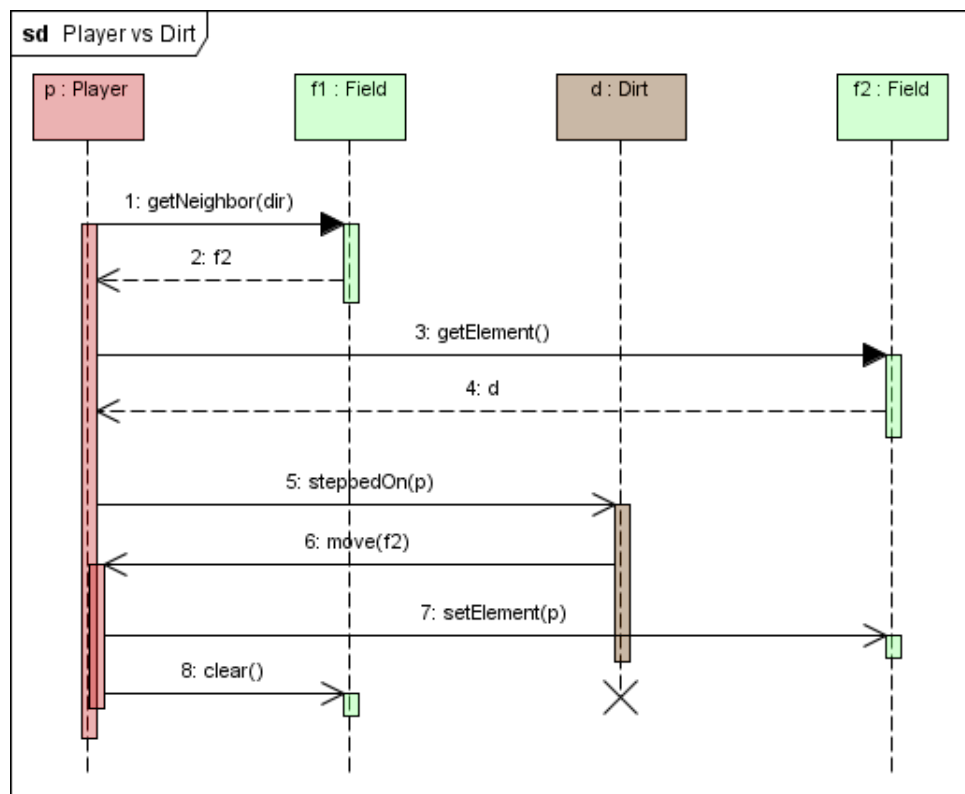 sd Player vs Dirt
p : Player
f1 : Field
d : Dirt
f2 : Field
1: getNeighbor(dir)
2: f2
3: getElement()
4: d
5: steppedOn(p)
6: move(f2)
7: setElement(p)
8: clear()